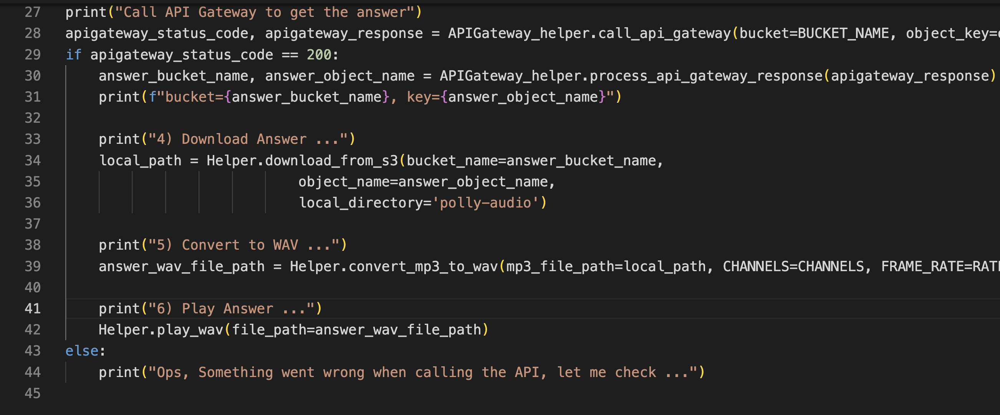 27 print("Call API Gateway to get the answer")
28 apigateway_status_code, apigateway_response = APIGateway_helper.call_api_gateway(bucket=BUCKET_NAME, object_key=
29 if apigateway_status_code == 200:
30     answer_bucket_name, answer_object_name = APIGateway_helper.process_api_gateway_response(apigateway_response)
31     print(f"bucket={answer_bucket_name}, key={answer_object_name}")
32
33     print("4) Download Answer ...")
34     local_path = Helper.download_from_s3(bucket_name=answer_bucket_name,
35                             object_name=answer_object_name,
36                             local_directory='polly-audio')
37
38     print("5) Convert to WAV ...")
39     answer_wav_file_path = Helper.convert_mp3_to_wav(mp3_file_path=local_path, CHANNELS=CHANNELS, FRAME_RATE=RAT
40
41     print("6) Play Answer ...")
42     Helper.play_wav(file_path=answer_wav_file_path)
43 else:
44     print("Ops, Something went wrong when calling the API, let me check ...")
45